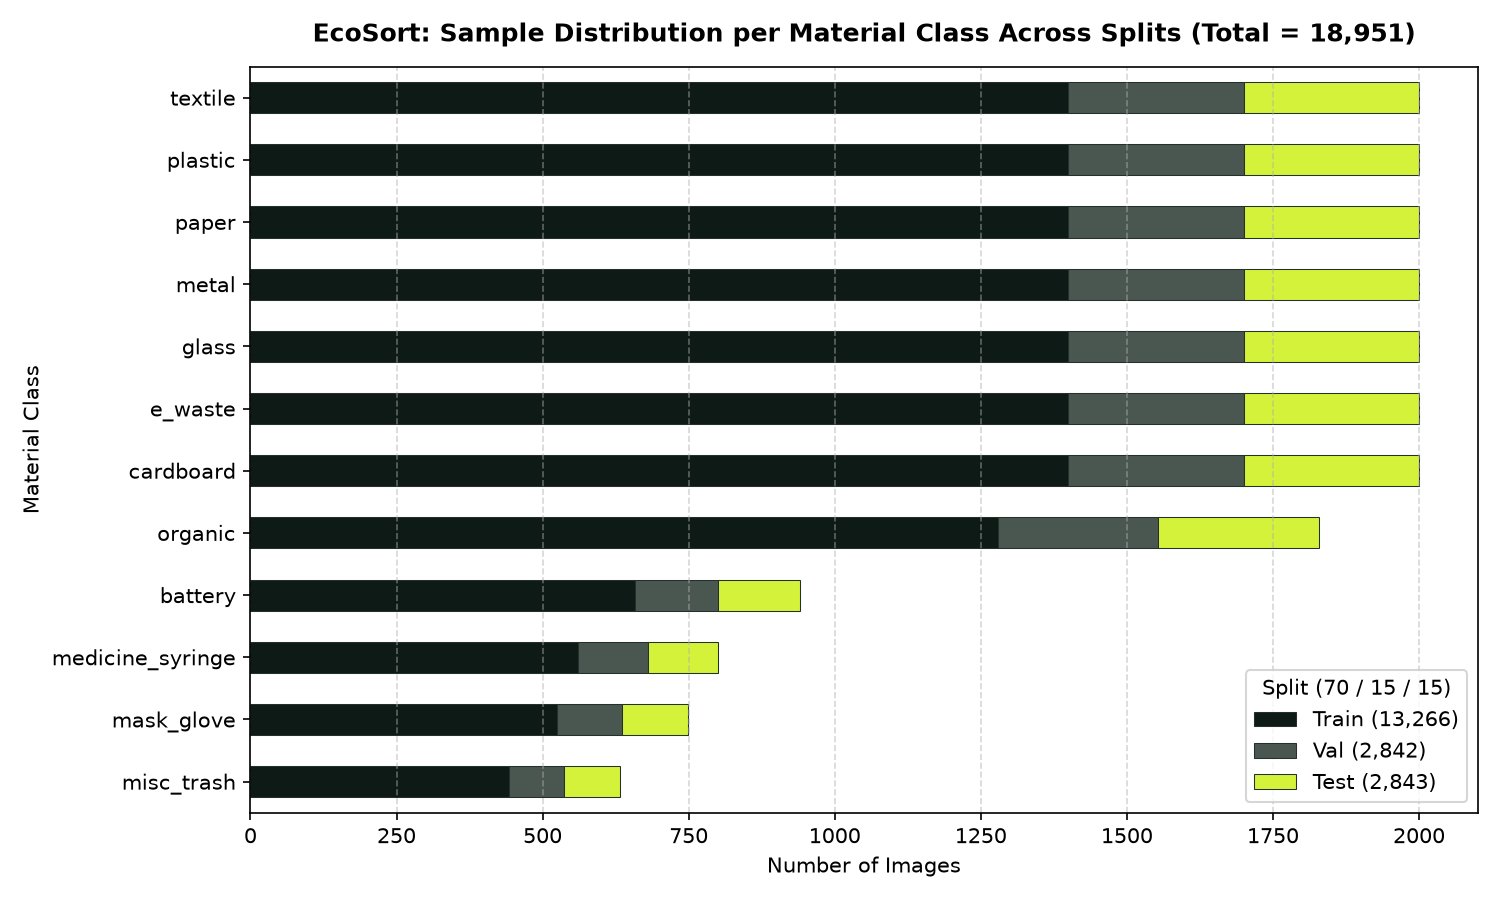 EcoSort: Sample Distribution per Material Class Across Splits (Total = 18,951)
Material Class
textile
plastic
paper
metal
glass
e_waste
cardboard
organic
battery
medicine_syringe
mask_glove
misc_trash
Split (70 / 15 / 15)
Train (13,266)
Val (2,842)
Test (2,843)
0 250 500 750 1000 1250 1500 1750 2000
Number of Images